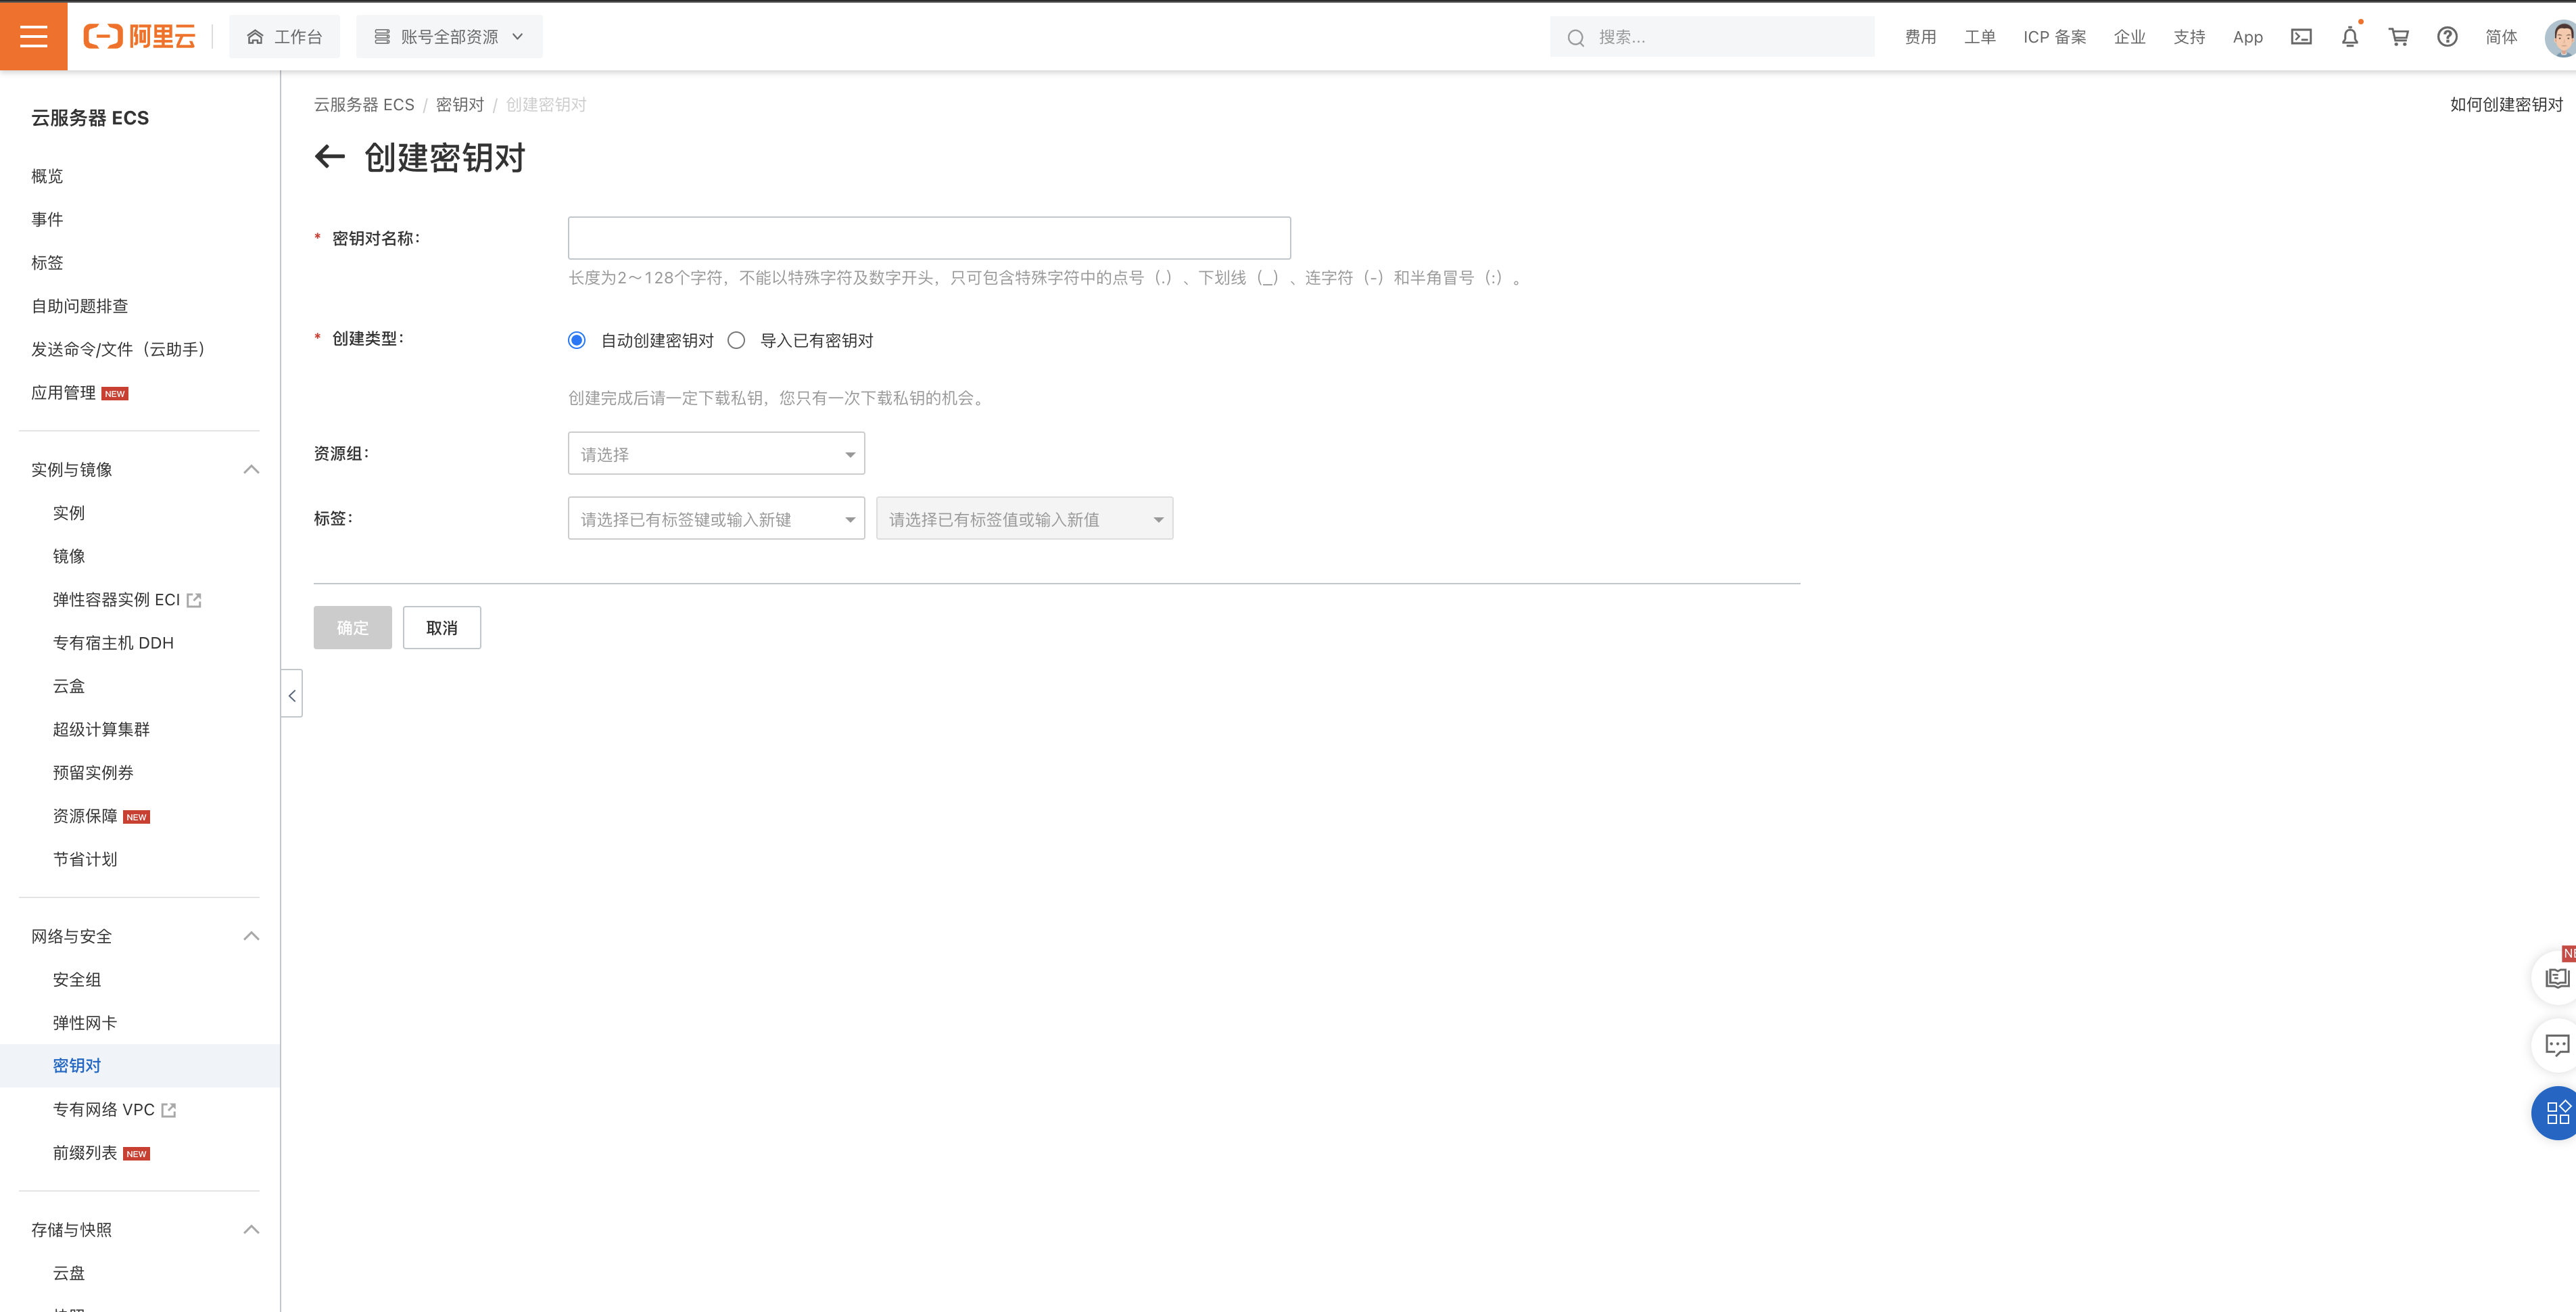 阿里云
工作台
账号全部资源
搜索...
费用
工单
ICP 备案
企业
支持
App
简体
云服务器 ECS
概览
事件
标签
自助问题排查
发送命令/文件（云助手）
应用管理 NEW
实例与镜像
实例
镜像
弹性容器实例 ECI
专有宿主机 DDH
云盒
超级计算集群
预留实例券
资源保障 NEW
节省计划
网络与安全
安全组
弹性网卡
密钥对
专有网络 VPC
前缀列表 NEW
存储与快照
云盘
云服务器 ECS / 密钥对 / 创建密钥对
如何创建密钥对
创建密钥对
* 密钥对名称：
长度为2～128个字符，不能以特殊字符及数字开头，只可包含特殊字符中的点号（.）、下划线（_）、连字符（-）和半角冒号（:）。
* 创建类型：
自动创建密钥对 导入已有密钥对
创建完成后请一定下载私钥，您只有一次下载私钥的机会。
资源组：
请选择
标签：
请选择已有标签键或输入新键 请选择已有标签值或输入新值
确定 取消